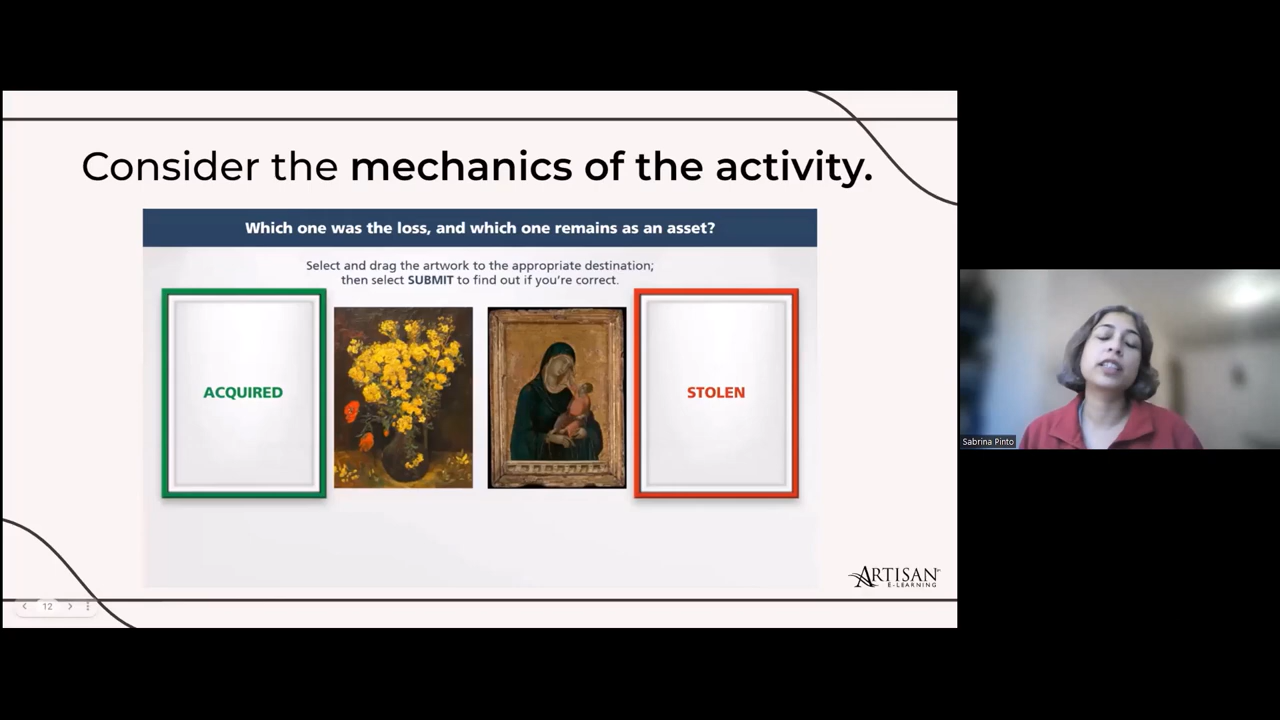 Consider the mechanics of the activity.
Which one was the loss, and which one remains as an asset?
Select and drag the artwork to the appropriate destination;
then select SUBMIT to find out if you're correct.
ACQUIRED
STOLEN
Sabrina Pinto
ARTISAN
E-LEARNING
12